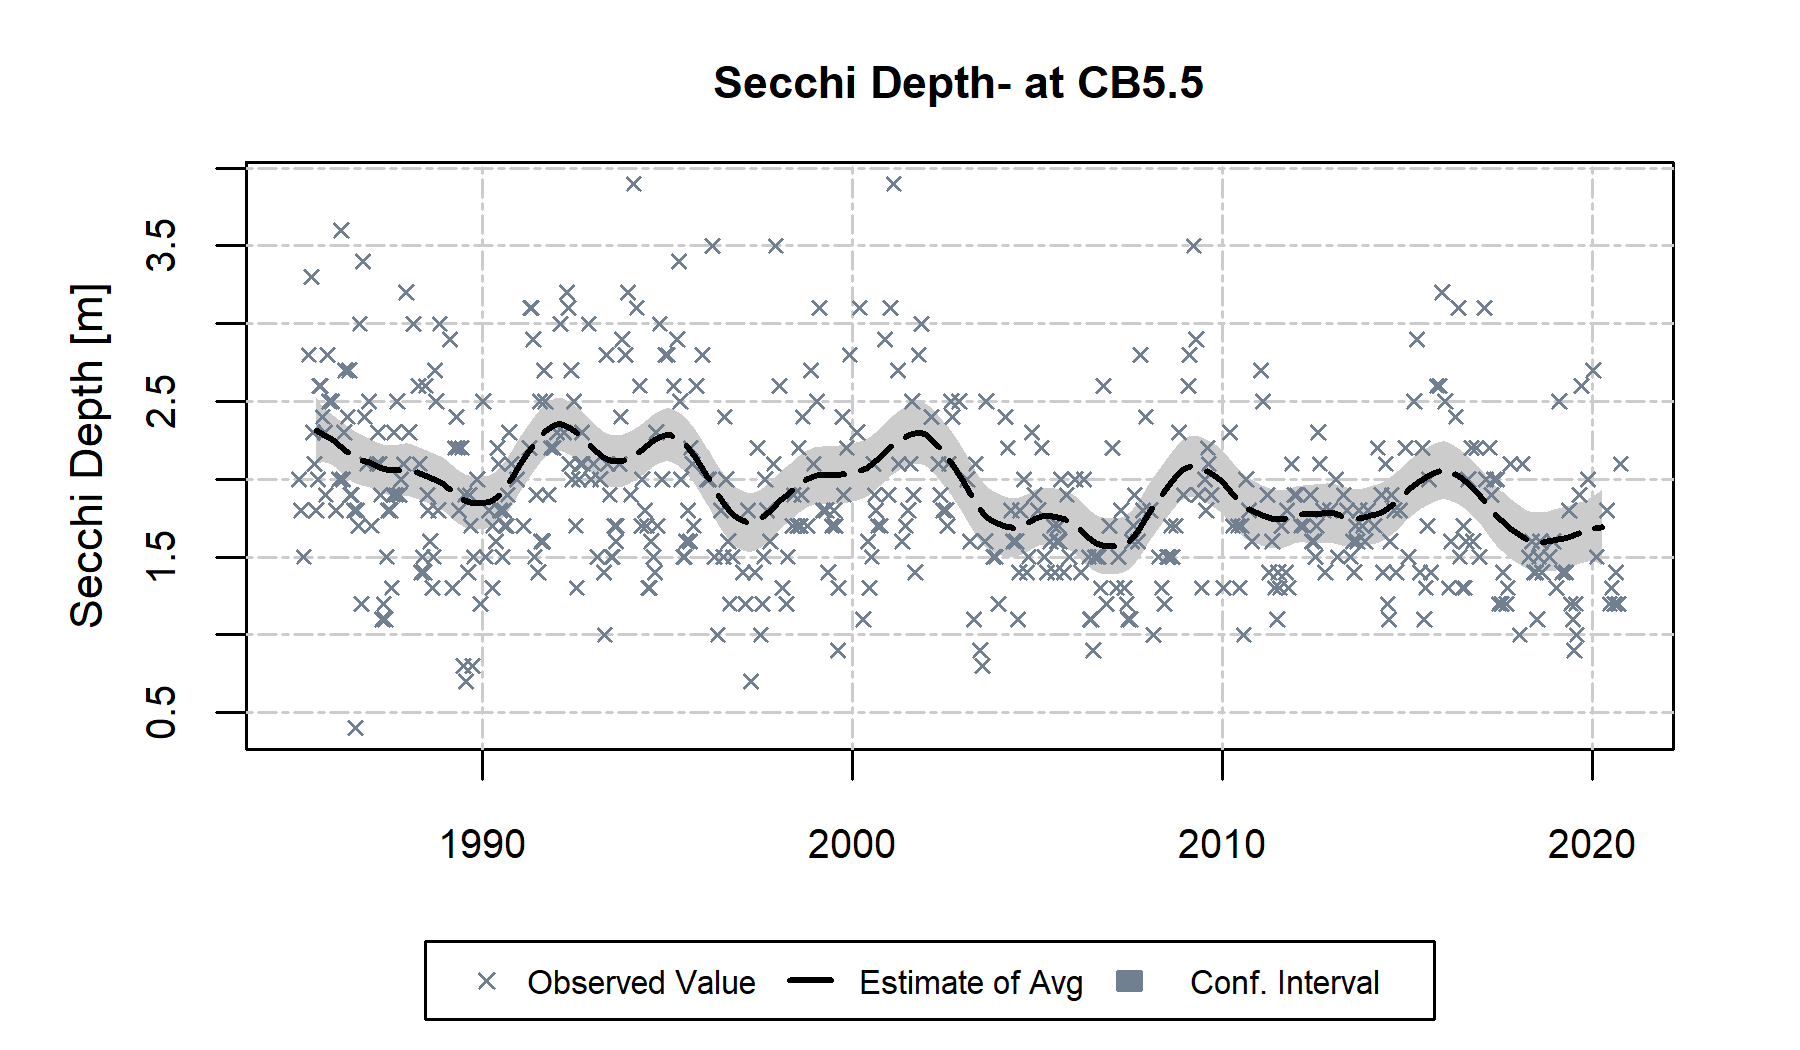 Secchi Depth- at CB5.5
Secchi Depth [m]
3.5
2.5
1.5
0.5
1990 2000 2010 2020
Observed Value Estimate of Avg Conf. Interval